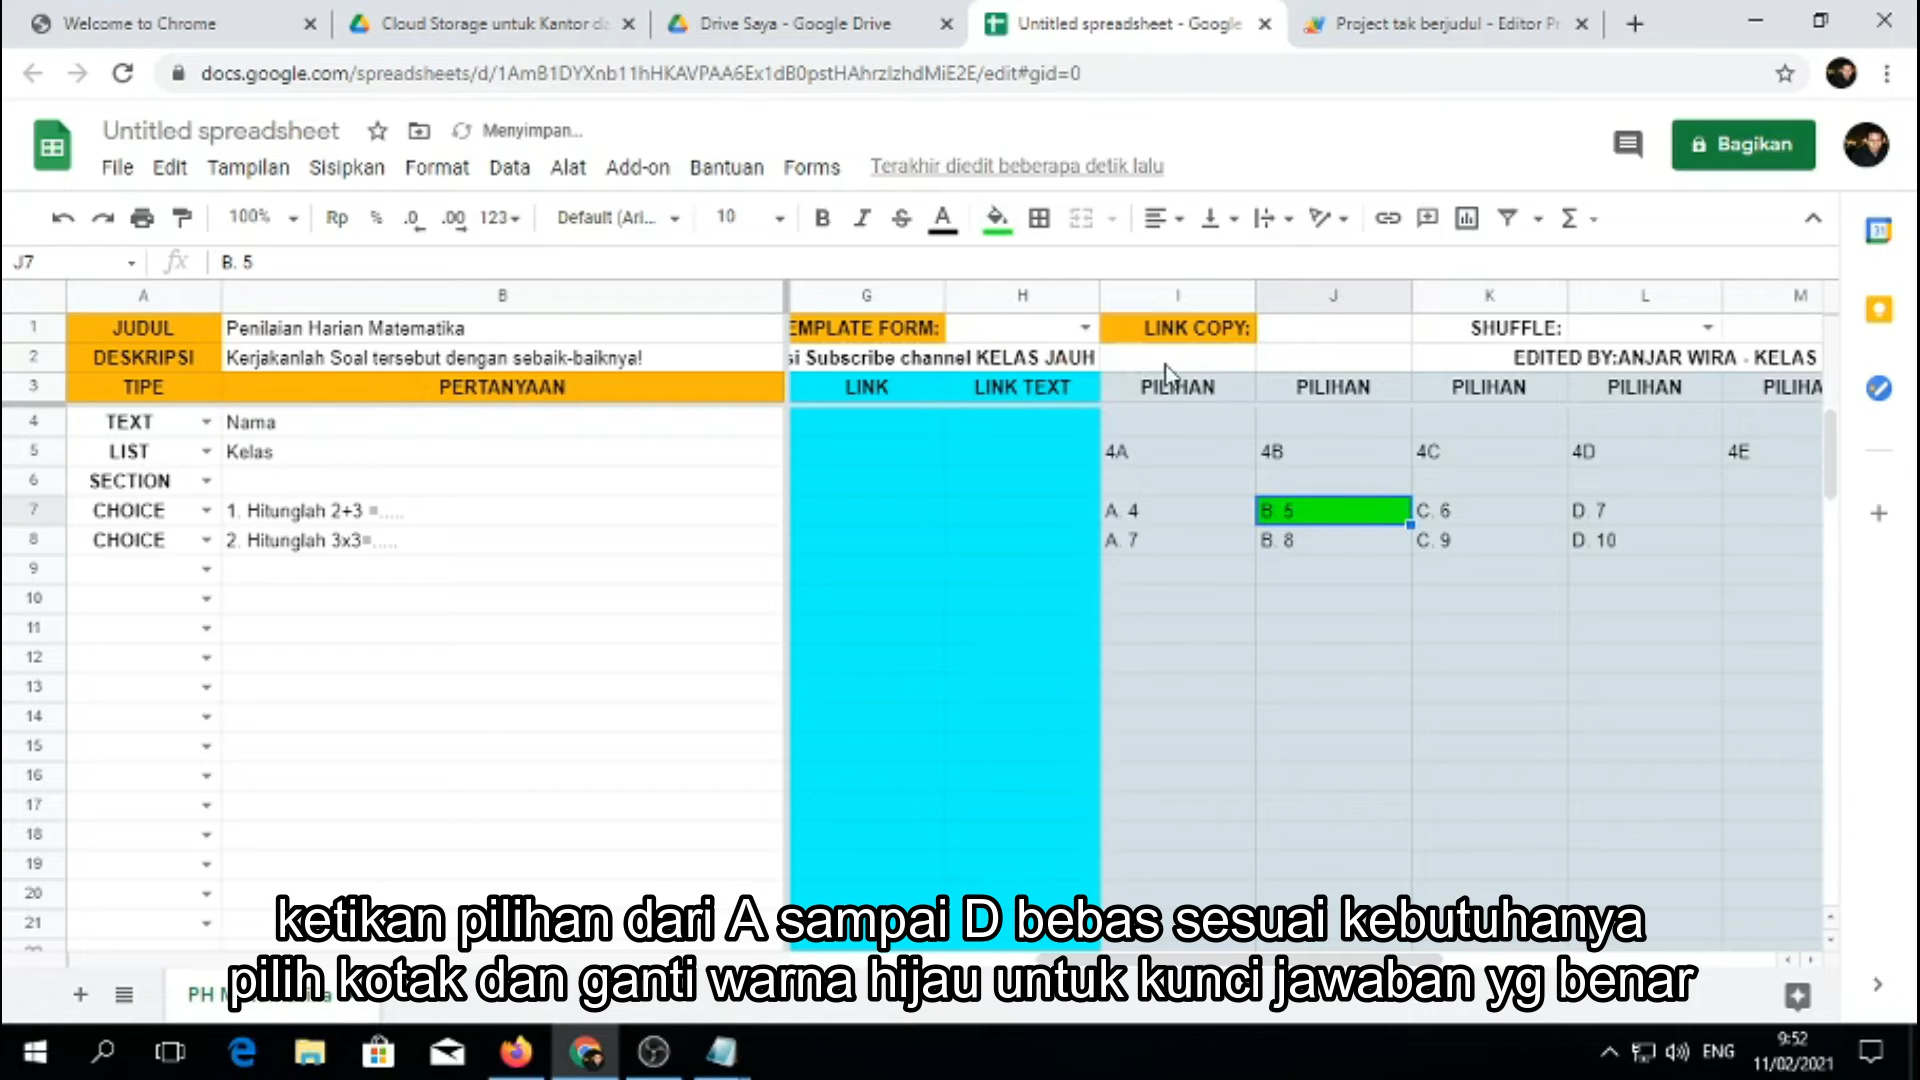 Welcome to Chrome
Cloud Storage untuk Kantor da
Drive Saya - Google Drive
Untitled spreadsheet - Google
Project tak berjudul - Editor Pr
docs.google.com/spreadsheets/d/1AmB1DYXnb11hHKAVPAA6Ex1dB0pstHAhrzIzhdMiE2E/edit#gid=0
Untitled spreadsheet
Menyimpan...
File Edit Tampilan Sisipkan Format Data Alat Add-on Bantuan Forms Terakhir diedit beberapa detik lalu
Bagikan
100% Rp % .0 .00 123 Default (Ari... 10 B I S A Σ
J7 fx B. 5
A B G H I J K L M
1 JUDUL Penilaian Harian Matematika EMPLATE FORM: LINK COPY: SHUFFLE:
2 DESKRIPSI Kerjakanlah Soal tersebut dengan sebaik-baiknya! si Subscribe channel KELAS JAUH EDITED BY:ANJAR WIRA - KELAS
3 TIPE PERTANYAAN LINK LINK TEXT PILIHAN PILIHAN PILIHAN PILIHAN PILIHA
4 TEXT Nama
5 LIST Kelas 4A 4B 4C 4D 4E
6 SECTION
7 CHOICE 1. Hitunglah 2+3 =..... A. 4 B. 5 C. 6 D. 7
8 CHOICE 2. Hitunglah 3x3=..... A. 7 B. 8 C. 9 D. 10
9
10
11
12
13
14
15
16
17
18
19
20
21
ketikan pilihan dari A sampai D bebas sesuai kebutuhanya
pilih kotak dan ganti warna hijau untuk kunci jawaban yg benar
PH
ENG
9:52
11/02/2021